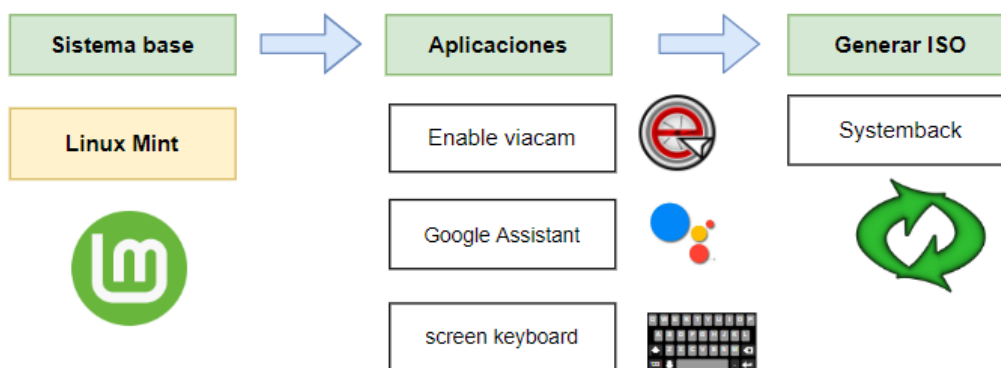 Sistema base
Aplicaciones
Generar ISO
Linux Mint
Enable viacam
Systemback
Google Assistant
screen keyboard